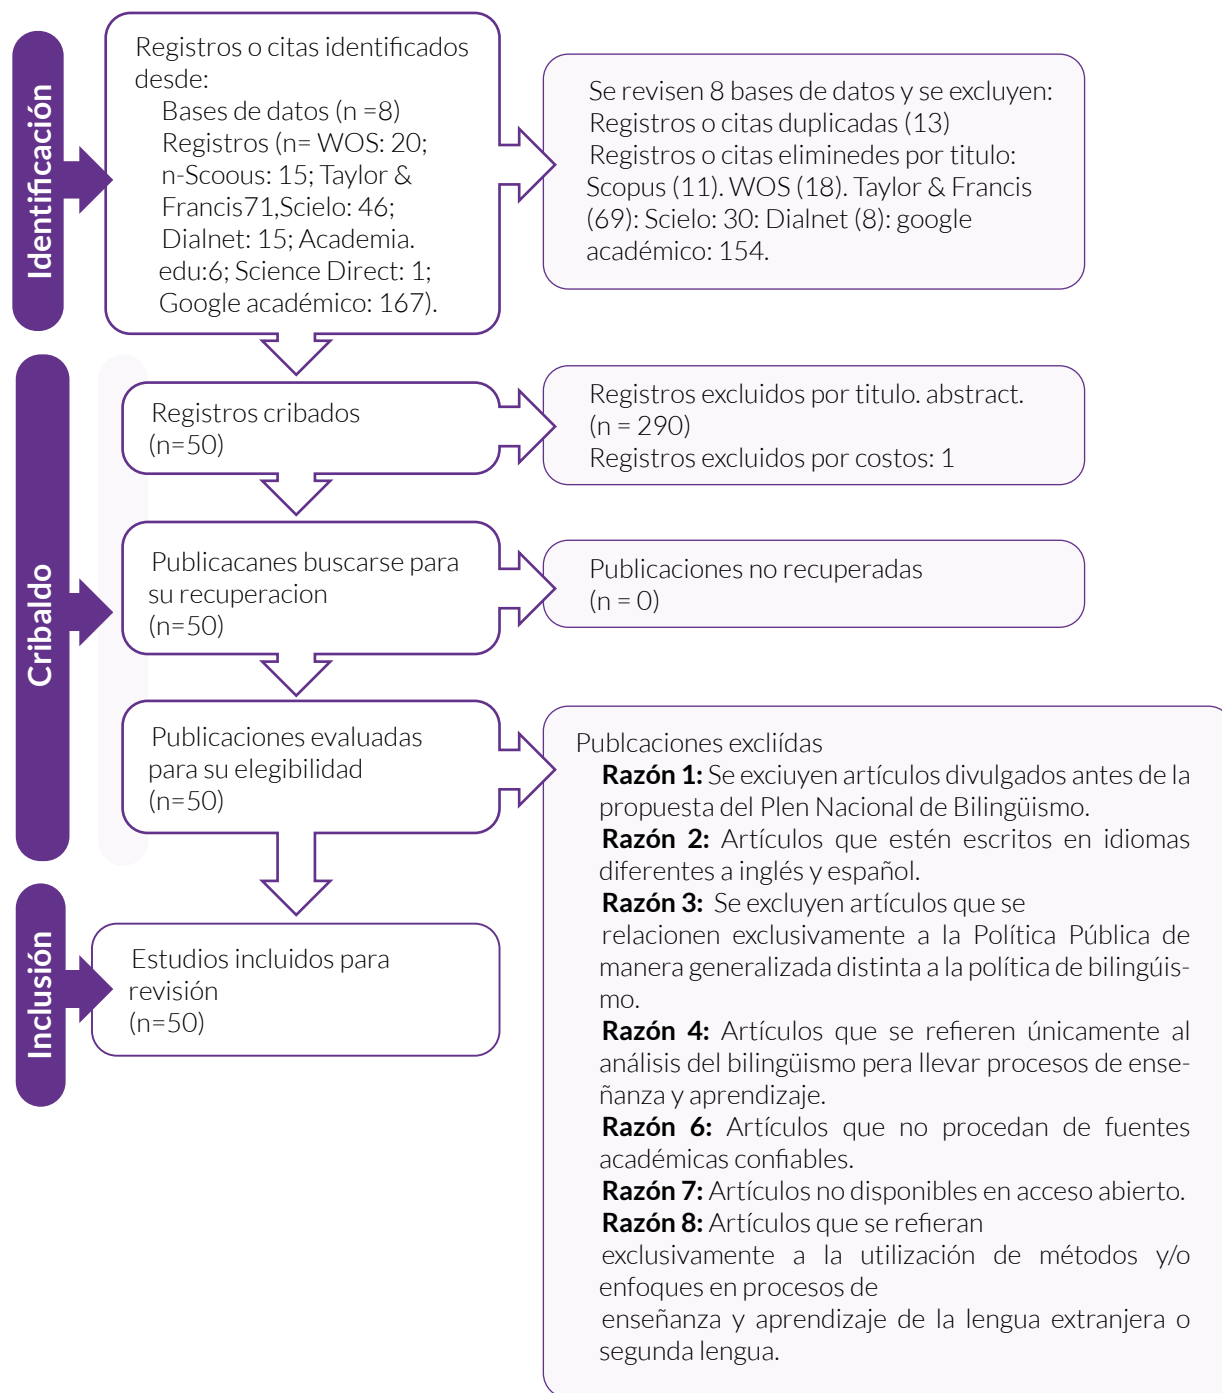 Identificación
Registros o citas identificados
desde:
Bases de datos (n =8)
Registros (n= WOS: 20;
n-Scoous: 15; Taylor &
Francis71,Scielo: 46;
Dialnet: 15; Academia.
edu:6; Science Direct: 1;
Google académico: 167).
Se revisen 8 bases de datos y se excluyen:
Registros o citas duplicadas (13)
Registros o citas eliminedes por titulo:
Scopus (11). WOS (18). Taylor & Francis
(69): Scielo: 30: Dialnet (8): google
académico: 154.
Cribaldo
Registros cribados
(n=50)
Registros excluidos por titulo. abstract.
(n = 290)
Registros excluidos por costos: 1
Publicacanes buscarse para
su recuperacion
(n=50)
Publicaciones no recuperadas
(n = 0)
Publicaciones evaluadas
para su elegibilidad
(n=50)
Publcaciones excliídas
Razón 1: Se exciuyen artículos divulgados antes de la
propuesta del Plen Nacional de Bilingüismo.
Razón 2: Artículos que estén escritos en idiomas
diferentes a inglés y español.
Razón 3: Se excluyen artículos que se
relacionen exclusivamente a la Política Pública de
manera generalizada distinta a la política de bilingúis-
mo.
Razón 4: Artículos que se refieren únicamente al
análisis del bilingüismo pera llevar procesos de ense-
ñanza y aprendizaje.
Razón 6: Artículos que no procedan de fuentes
académicas confiables.
Razón 7: Artículos no disponibles en acceso abierto.
Razón 8: Artículos que se refieran
exclusivamente a la utilización de métodos y/o
enfoques en procesos de
enseñanza y aprendizaje de la lengua extranjera o
segunda lengua.
Inclusión
Estudios incluidos para
revisión
(n=50)